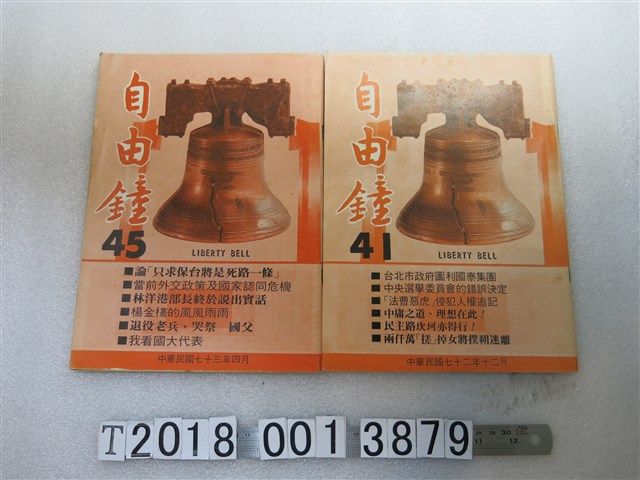 自由鐘
45
LIBERTY BELL
■論「只求保台將是死路一條」
■當前外交政策及國家認同危機
■林洋港部長終於說出實話
■楊金欉的風風雨雨
■退役老兵,哭祭 國父
■我看國大代表
中華民國七十三年四月
自由鐘
41
LIBERTY BELL
■台北市政府圖利國泰集團
■中央選舉委員會的錯誤決定
■「法曹惡虎」侵犯人權追記
■中庸之道、理想在此!
■民主路坎坷亦得行!
■兩仟萬「搓」掉女將撲朔迷離
中華民國七十二年十二月
T2018 001 3879
11 12